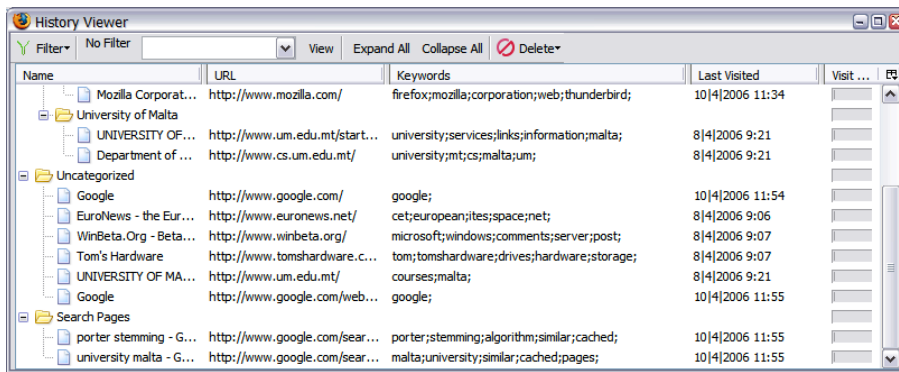 History Viewer
Filter No Filter View Expand All Collapse All Delete
Name URL Keywords Last Visited Visit ...
Mozilla Corporat... http://www.mozilla.com/ firefox;mozilla;corporation;web;thunderbird; 10|4|2006 11:34
University of Malta
UNIVERSITY OF... http://www.um.edu.mt/start... university;services;links;information;malta; 8|4|2006 9:21
Department of ... http://www.cs.um.edu.mt/ university;mt;cs;malta;um; 8|4|2006 9:21
Uncategorized
Google http://www.google.com/ google; 10|4|2006 11:54
EuroNews - the Eur... http://www.euronews.net/ cet;european;ites;space;net; 8|4|2006 9:06
WinBeta.Org - Beta... http://www.winbeta.org/ microsoft;windows;comments;server;post; 8|4|2006 9:07
Tom's Hardware http://www.tomshardware.c... tom;tomshardware;drives;hardware;storage; 8|4|2006 9:07
UNIVERSITY OF MA... http://www.um.edu.mt/ courses;malta; 8|4|2006 9:21
Google http://www.google.com/web... google; 10|4|2006 11:55
Search Pages
porter stemming - G... http://www.google.com/sear... porter;stemming;algorithm;similar;cached; 10|4|2006 11:55
university malta - G... http://www.google.com/sear... malta;university;similar;cached;pages; 10|4|2006 11:55